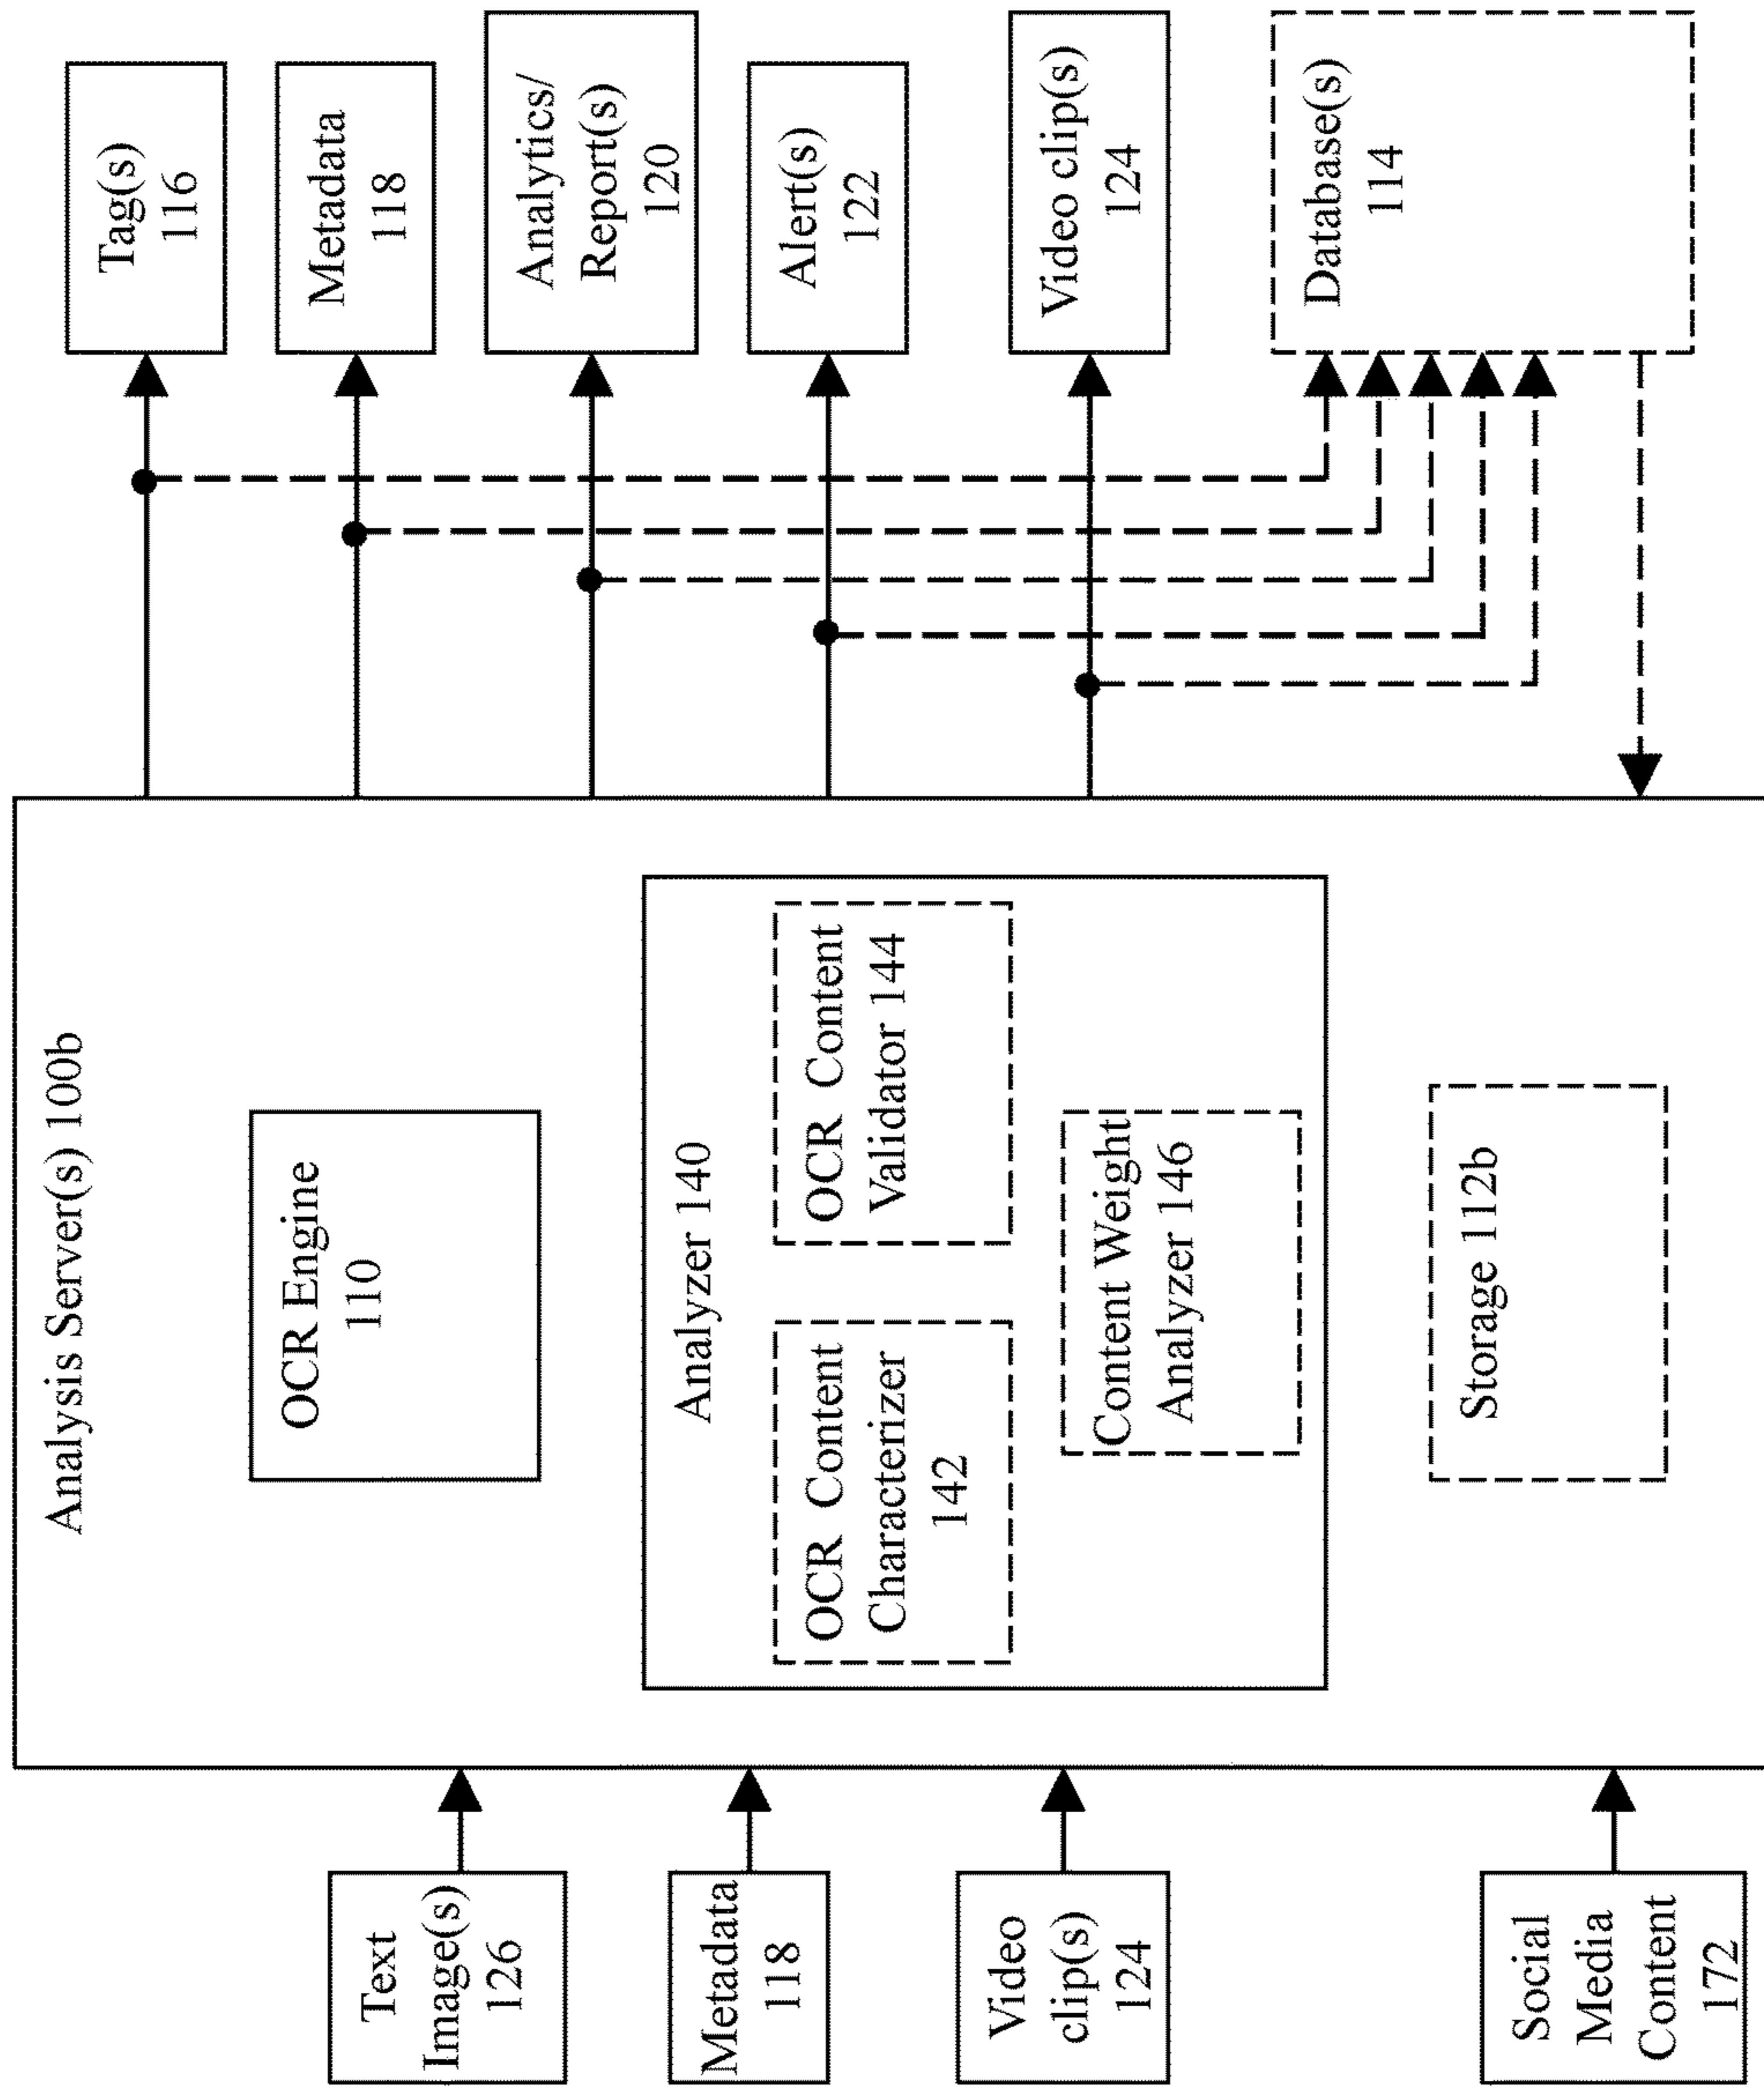 Text
Image(s)
126
Metadata
118
Video
clip(s)
124
Social
Media
Content
172
Analysis Server(s) 100b
OCR Engine
110
Analyzer 140
OCR Content
Characterizer
142
OCR Content
Validator 144
Content Weight
Analyzer 146
Storage 112b
Tag(s)
116
Metadata
118
Analytics/
Report(s)
120
Alert(s)
122
Video clip(s)
124
Database(s)
114